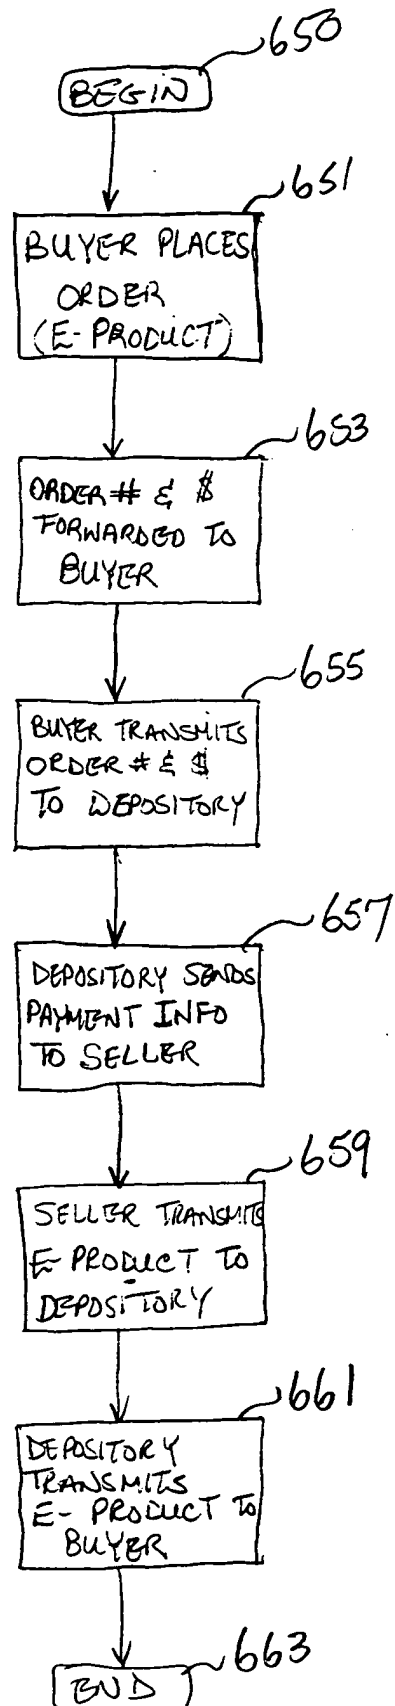 650
BEGIN
651
BUYER PLACES
ORDER
(E-PRODUCT)
653
ORDER # & $
FORWARDED TO
BUYER
655
BUYER TRANSMITS
ORDER # & $
TO DEPOSITORY
657
DEPOSITORY SENDS
PAYMENT INFO
TO SELLER
659
SELLER TRANSMITS
E-PRODUCT TO
DEPOSITORY
661
DEPOSITORY
TRANSMITS
E-PRODUCT TO
BUYER
663
END